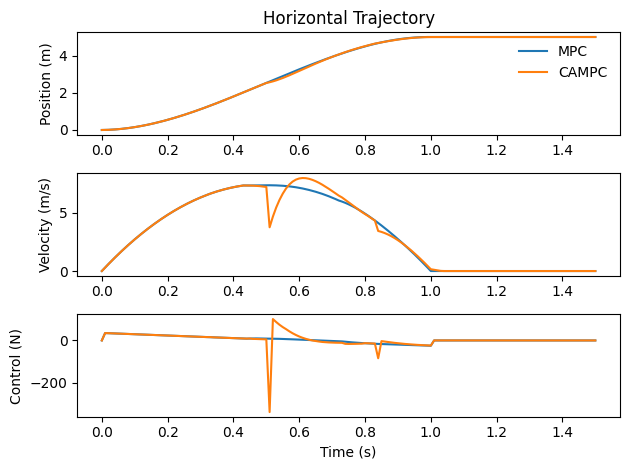 Horizontal Trajectory
Position (m)
4
2
0
MPC
CAMPC
0.0 0.2 0.4 0.6 0.8 1.0 1.2 1.4
Velocity (m/s)
5
0
0.0 0.2 0.4 0.6 0.8 1.0 1.2 1.4
Control (N)
0
−200
0.0 0.2 0.4 0.6 0.8 1.0 1.2 1.4
Time (s)